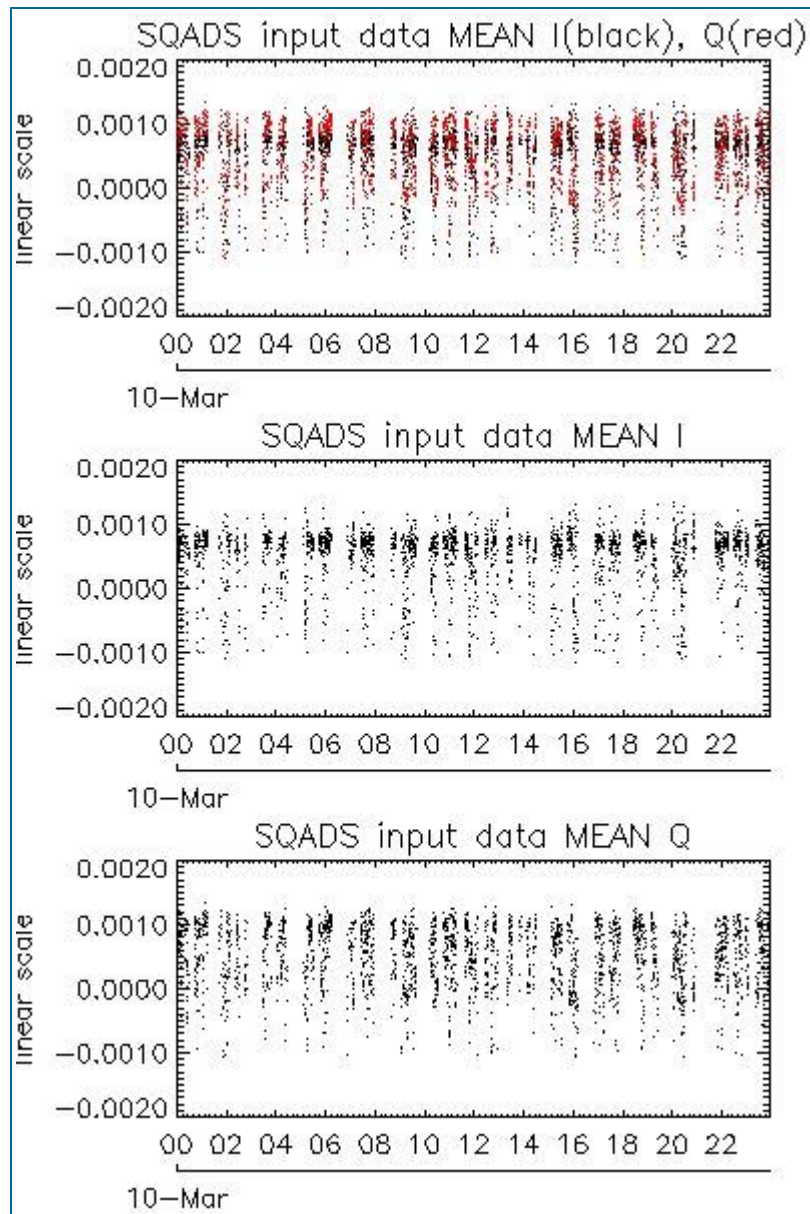 SQADS input data MEAN I(black), Q(red)
linear scale
0.0020
0.0010
0.0000
−0.0010
−0.0020
00 02 04 06 08 10 12 14 16 18 20 22
10−Mar
SQADS input data MEAN I
linear scale
0.0020
0.0010
0.0000
−0.0010
−0.0020
00 02 04 06 08 10 12 14 16 18 20 22
10−Mar
SQADS input data MEAN Q
linear scale
0.0020
0.0010
0.0000
−0.0010
−0.0020
00 02 04 06 08 10 12 14 16 18 20 22
10−Mar